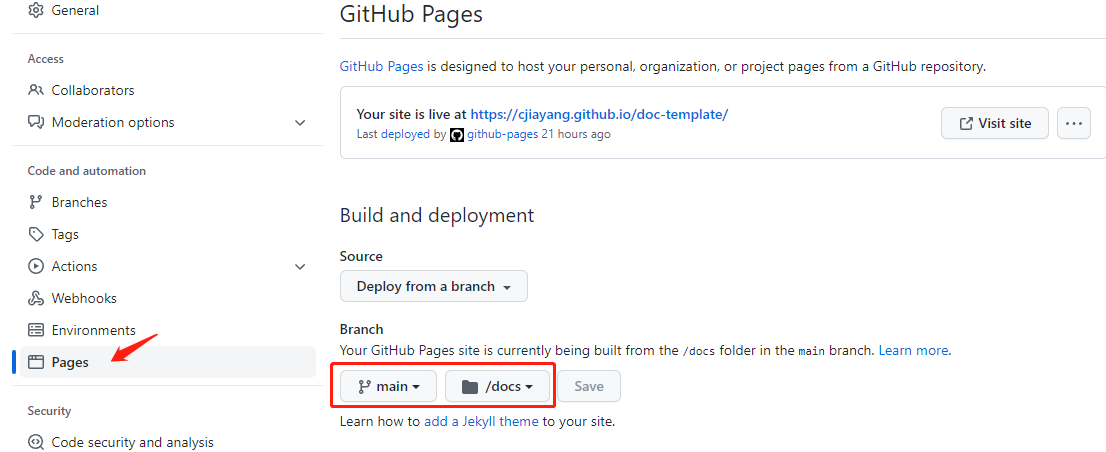 General
Access
Collaborators
Moderation options
Code and automation
Branches
Tags
Actions
Webhooks
Environments
Pages
Security
Code security and analysis
GitHub Pages
GitHub Pages is designed to host your personal, organization, or project pages from a GitHub repository.
Your site is live at https://cjiayang.github.io/doc-template/
Last deployed by github-pages 21 hours ago
Visit site
Build and deployment
Source
Deploy from a branch
Branch
Your GitHub Pages site is currently being built from the /docs folder in the main branch. Learn more.
main /docs Save
Learn how to add a Jekyll theme to your site.